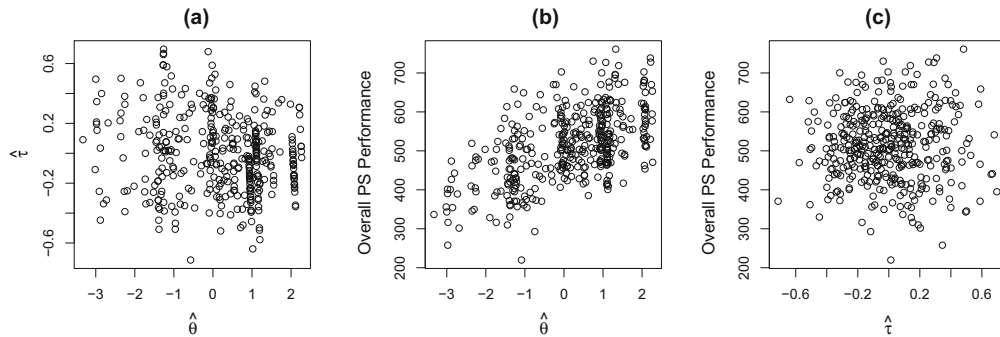 (a)
0.6
0.2
−0.2
−0.6
τ̂
−3 −2 −1 0 1 2
θ̂
(b)
700
600
500
400
300
200
Overall PS Performance
−3 −2 −1 0 1 2
θ̂
(c)
700
600
500
400
300
200
Overall PS Performance
−0.6 −0.2 0.2 0.6
τ̂